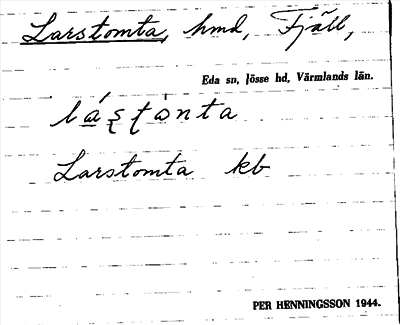 Larstomta, hmd, Fjäll,
Eda sn, Jösse hd, Värmlands län.
Larstomta kb
PER HENNINGSSON 1944.